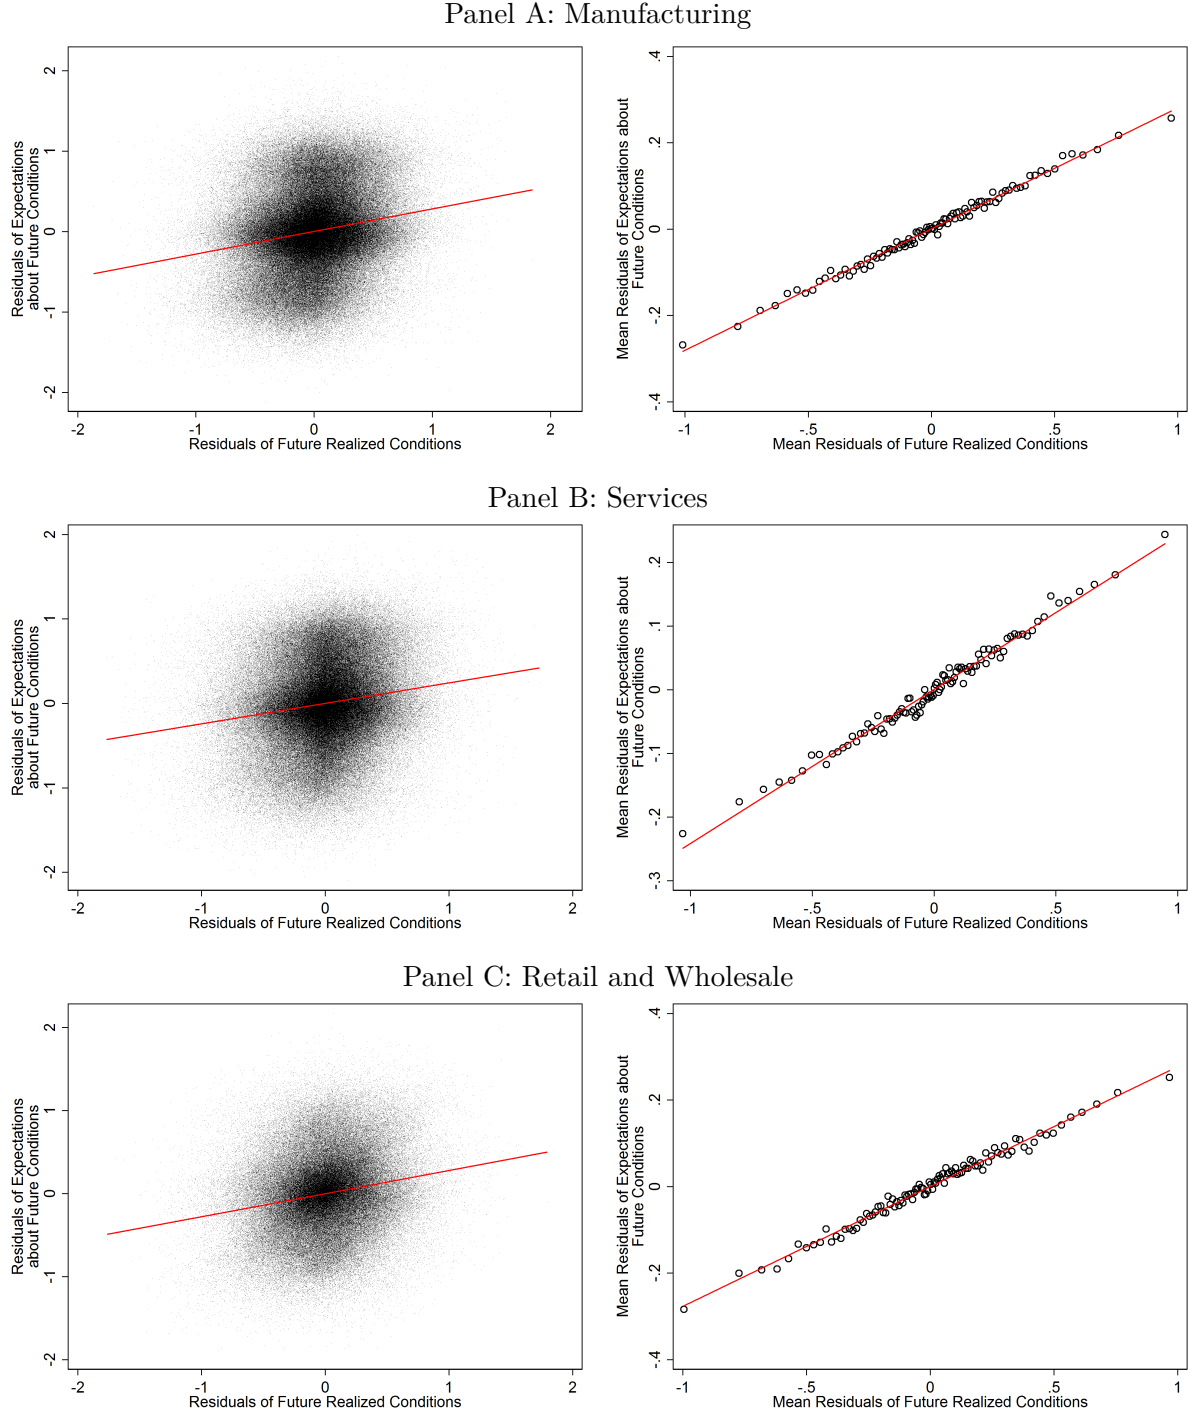 Panel A: Manufacturing
Residuals of Expectations
about Future Conditions
2
1
0
-1
-2
-2 -1 0 1 2
Residuals of Future Realized Conditions
Mean Residuals of Expectations about
Future Conditions
.4
.2
0
-.2
-.4
-1 -.5 0 .5 1
Mean Residuals of Future Realized Conditions
Panel B: Services
Residuals of Expectations
about Future Conditions
2
1
0
-1
-2
-2 -1 0 1 2
Residuals of Future Realized Conditions
Mean Residuals of Expectations about
Future Conditions
.2
.1
0
-.1
-.2
-.3
-1 -.5 0 .5 1
Mean Residuals of Future Realized Conditions
Panel C: Retail and Wholesale
Residuals of Expectations
about Future Conditions
2
1
0
-1
-2
-2 -1 0 1 2
Residuals of Future Realized Conditions
Mean Residuals of Expectations about
Future Conditions
.4
.2
0
-.2
-.4
-1 -.5 0 .5 1
Mean Residuals of Future Realized Conditions